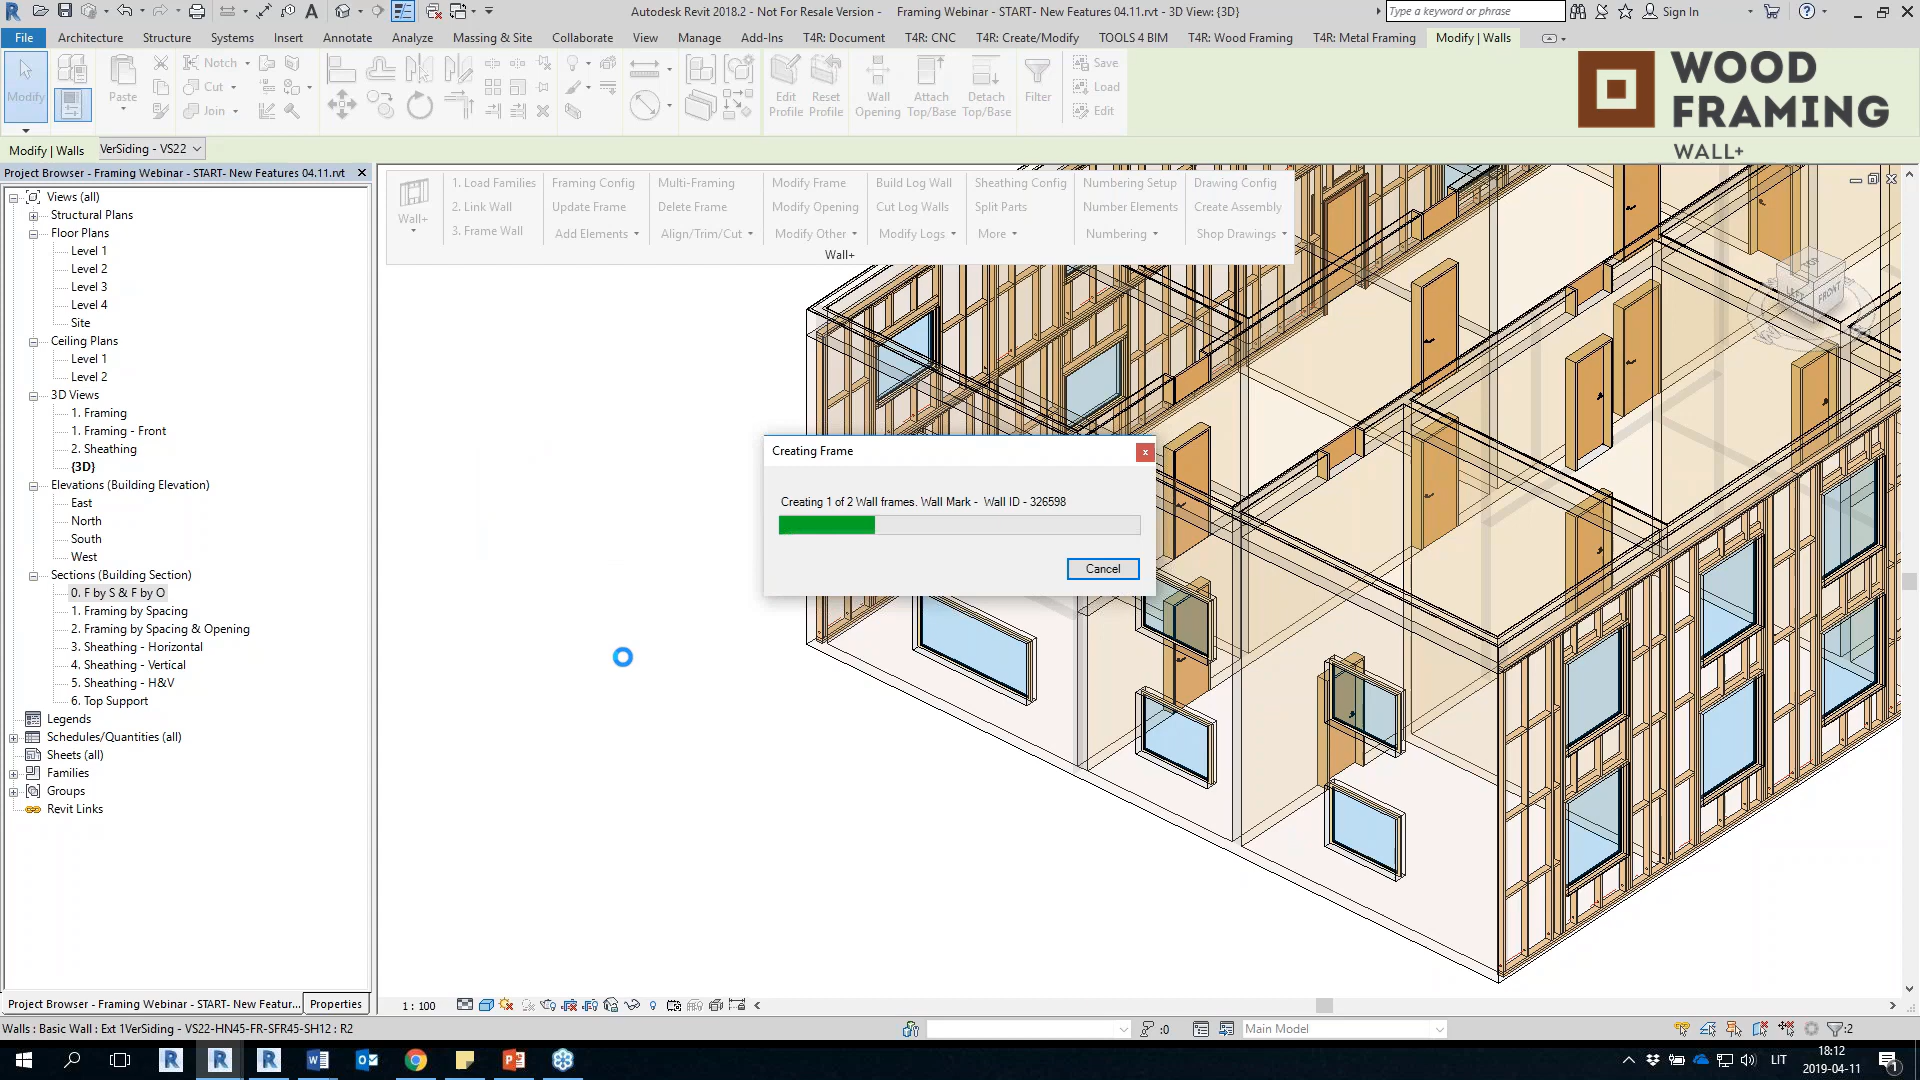 Autodesk Revit 2018.2 - Not For Resale Version - Framing Webinar - START- New Features 04.11.rvt - 3D View: {3D}
Type a keyword or phrase
Sign In
File Architecture Structure Systems Insert Annotate Analyze Massing & Site Collaborate View Manage Add-Ins T4R: Document T4R: CNC T4R: Create/Modify TOOLS 4 BIM T4R: Wood Framing T4R: Metal Framing Modify | Walls
Modify
Paste
Notch
Cut
Join
Edit Profile
Reset Profile
Wall Opening
Attach Top/Base
Detach Top/Base
Filter
Save
Load
Edit
WOOD
FRAMING
WALL+
Modify | Walls
VerSiding - VS22
Project Browser - Framing Webinar - START- New Features 04.11.rvt
Views (all)
Structural Plans
Floor Plans
Level 1
Level 2
Level 3
Level 4
Site
Ceiling Plans
Level 1
Level 2
3D Views
1. Framing
1. Framing - Front
2. Sheathing
{3D}
Elevations (Building Elevation)
East
North
South
West
Sections (Building Section)
0. F by S & F by O
1. Framing by Spacing
2. Framing by Spacing & Opening
3. Sheathing - Horizontal
4. Sheathing - Vertical
5. Sheathing - H&V
6. Top Support
Legends
Schedules/Quantities (all)
Sheets (all)
Families
Groups
Revit Links
Wall+
1. Load Families Framing Config Multi-Framing Modify Frame Build Log Wall Sheathing Config Numbering Setup Drawing Config
2. Link Wall Update Frame Delete Frame Modify Opening Cut Log Walls Split Parts Number Elements Create Assembly
3. Frame Wall Add Elements Align/Trim/Cut Modify Other Modify Logs More Numbering Shop Drawings
Wall+
TOP
LEFT
FRONT
Creating Frame
Creating 1 of 2 Wall frames. Wall Mark - Wall ID - 326598
Cancel
Project Browser - Framing Webinar - START- New Featur...
Properties
1 : 100
Walls : Basic Wall : Ext 1VerSiding - VS22-HN45-FR-SFR45-SH12 : R2
:0
Main Model
:2
LIT
18:12
2019-04-11
1